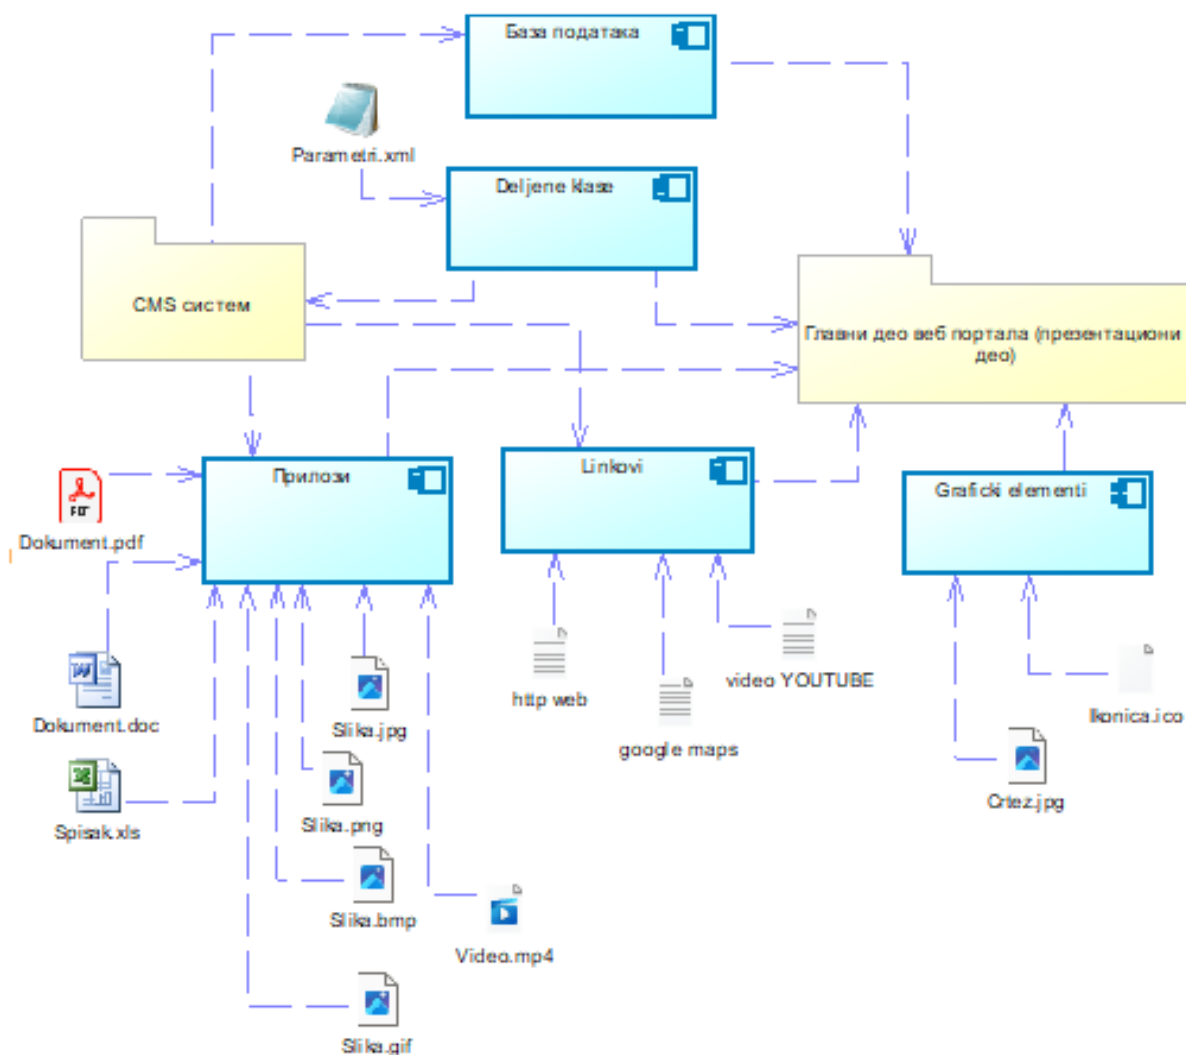 База података
Parametri.xml
Deljene klase
CMS систем
Главни део веб портала (презентациони
део)
Прилози
Linkovi
Graficki elementi
PDF
Dokument.pdf
http web
video YOUTUBE
google maps
Ikonica.ico
Dokument.doc
Slika.jpg
Crtez.jpg
Spisak.xls
Slika.png
Slika.bmp
Video.mp4
Slika.gif